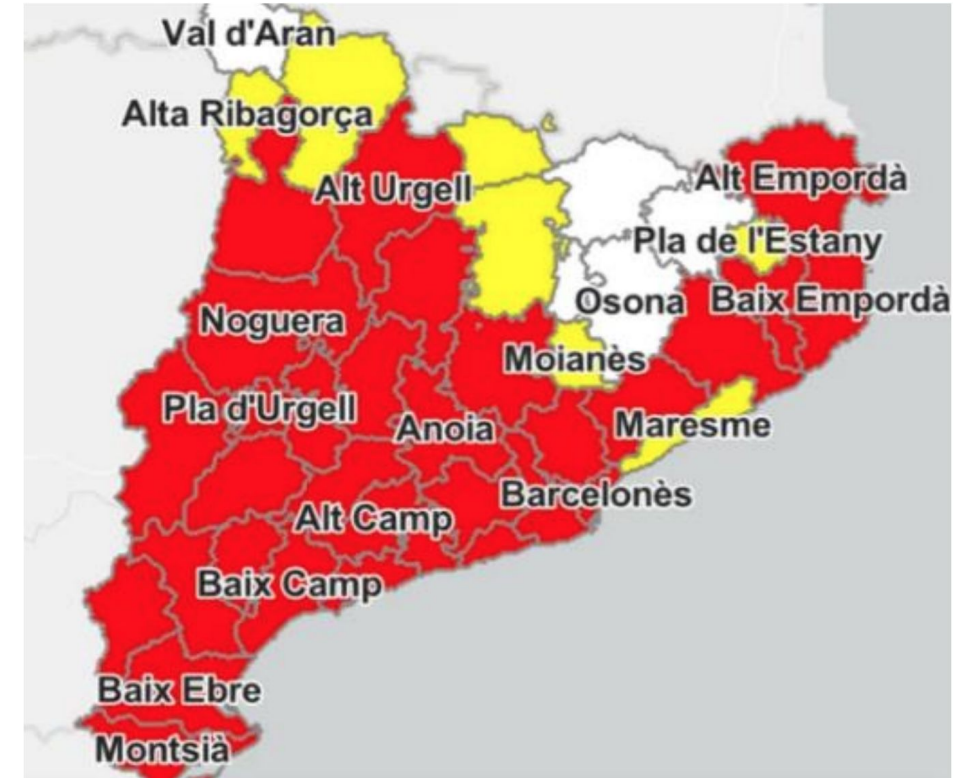 Val d'Aran
Alta Ribagorça
Alt Urgell
Alt Empordà
Pla de l'Estany
Osona
Baix Empordà
Noguera
Moianès
Pla d'Urgell
Anoia
Maresme
Barcelonès
Alt Camp
Baix Camp
Baix Ebre
Montsià